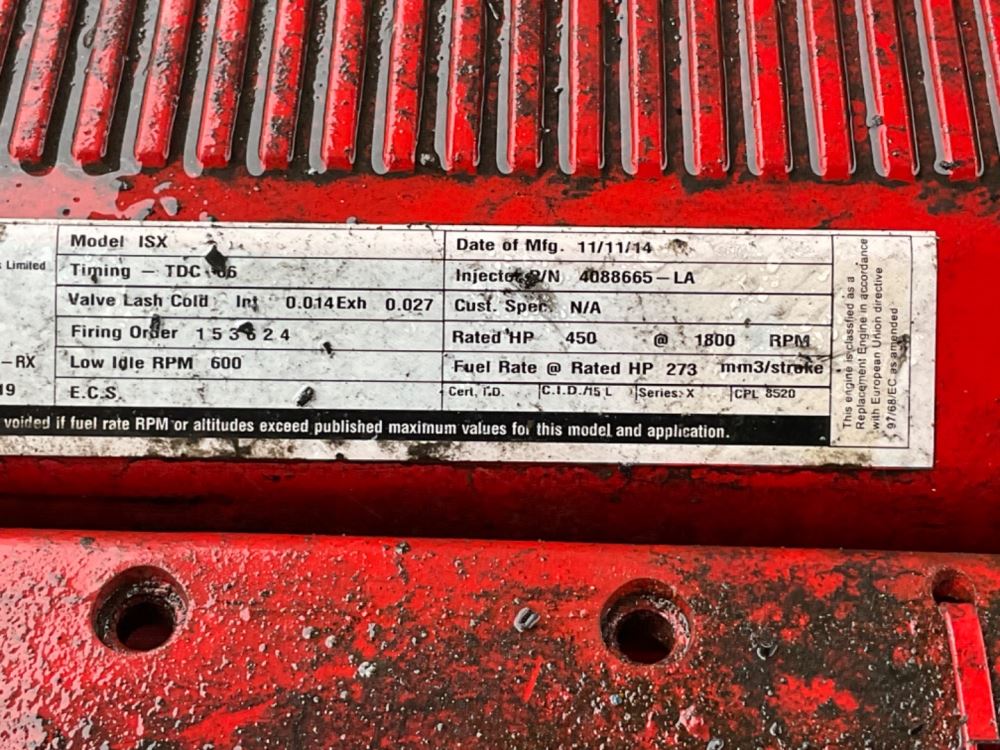 Limited
-RX
19
Model ISX
Timing - TDC
Valve Lash Cold Int 0.014 Exh 0.027
Firing Order 1 5 3 6 2 4
Low Idle RPM 600
E.C.S.
Date of Mfg. 11/11/14
Injector P/N 4088665-LA
Cust. Spec. N/A
Rated HP 450 @ 1800 RPM
Fuel Rate @ Rated HP 273 mm3/stroke
Cert. I.D. C.I.D./15 L Series: X CPL 8520
voided if fuel rate RPM or altitudes exceed published maximum values for this model and application.
This engine is classfied as a
Replacement Engine in accordance
with European Union directive
97/68/EC as amended